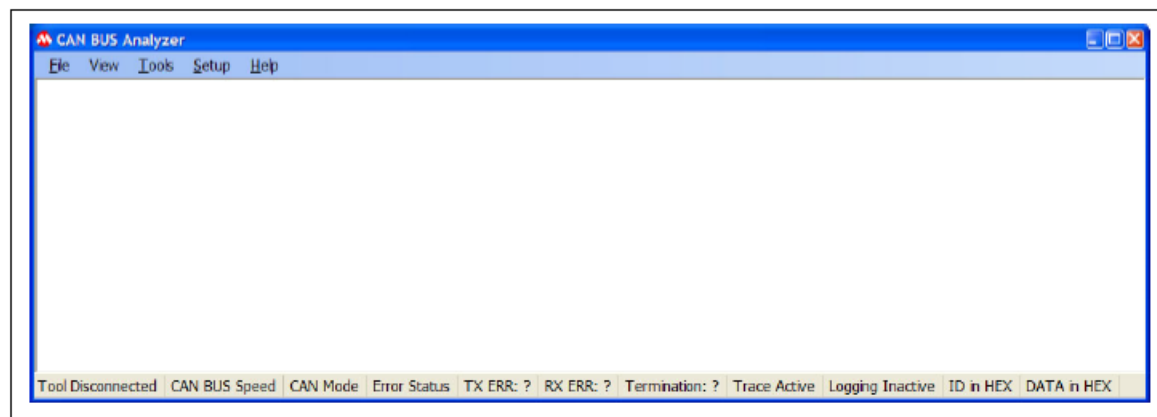 CAN BUS Analyzer
File View Tools Setup Help
Tool Disconnected CAN BUS Speed CAN Mode Error Status TX ERR: ? RX ERR: ? Termination: ? Trace Active Logging Inactive ID in HEX DATA in HEX